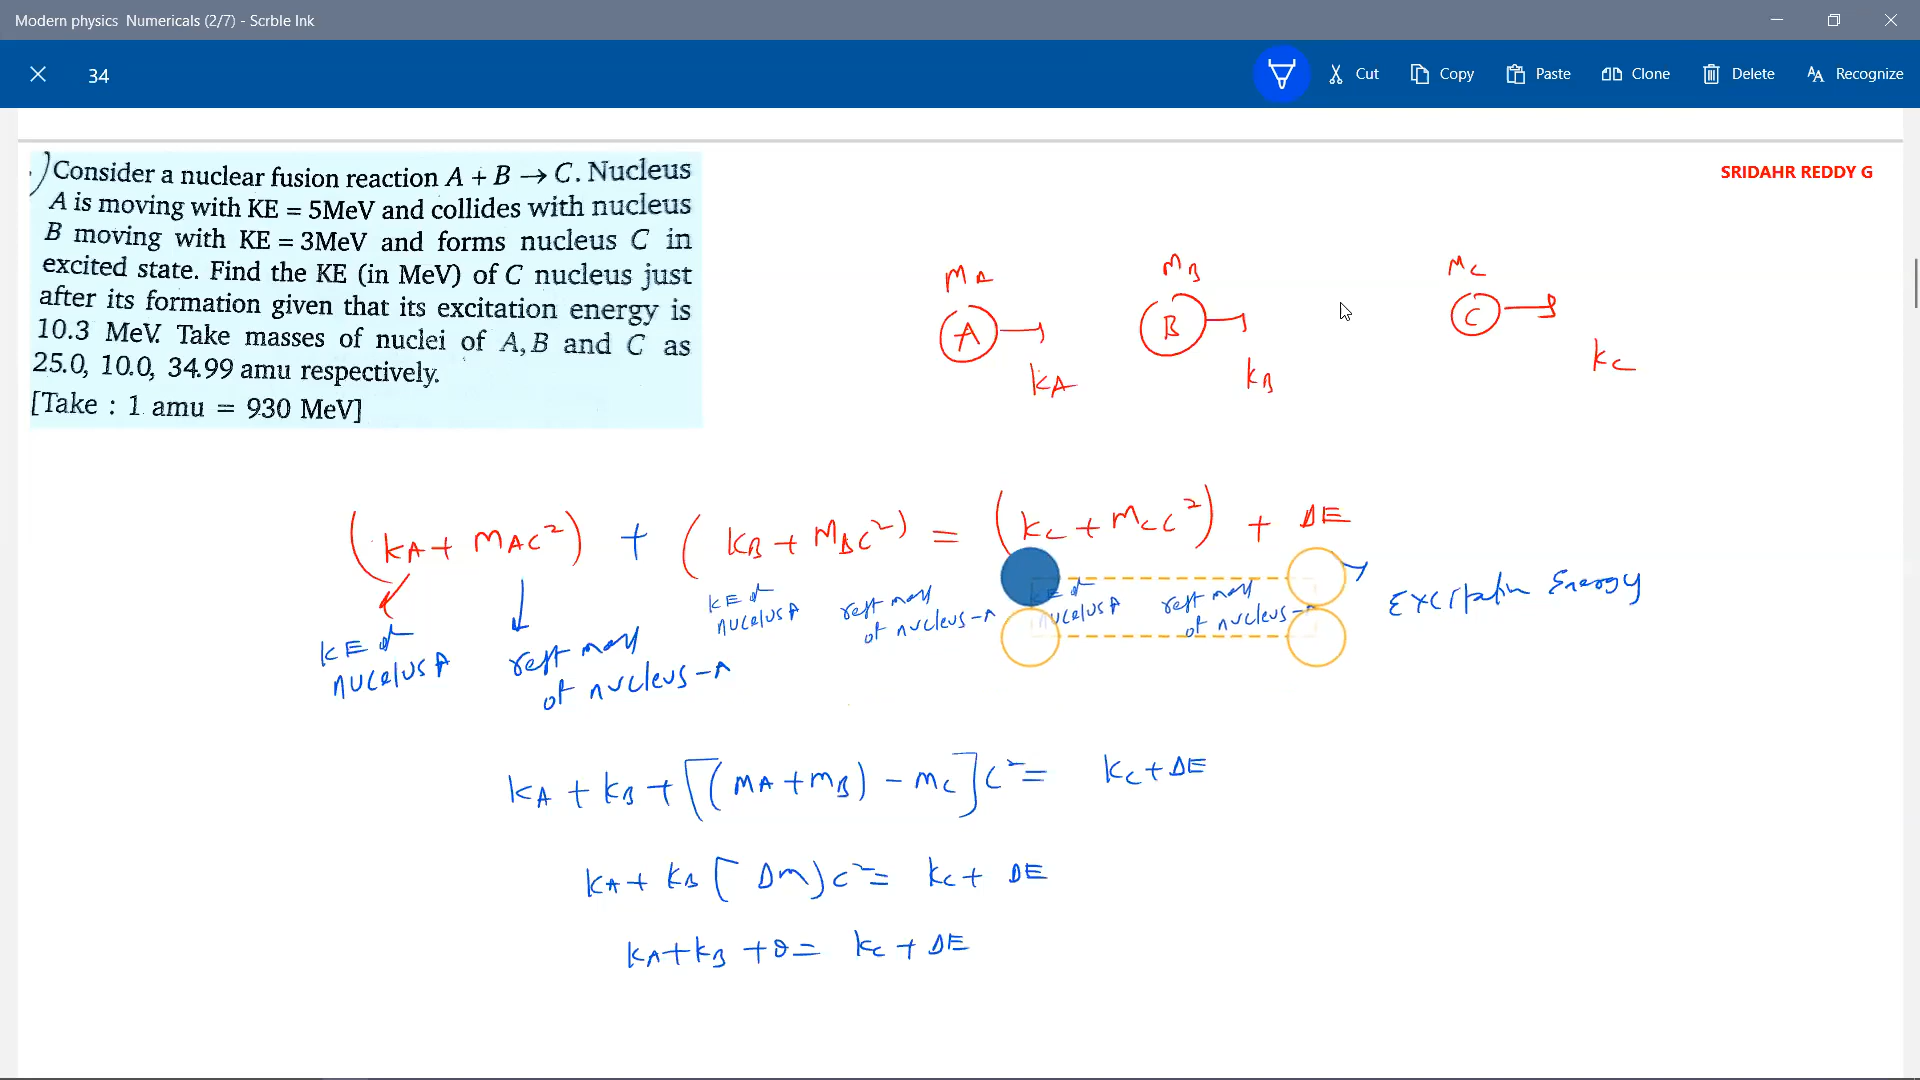 Modern physics Numericals (2/7) - Scrble Ink
34
Cut
Copy
Paste
Clone
Delete
Recognize
SRIDAHR REDDY G
Consider a nuclear fusion reaction A + B → C. Nucleus
A is moving with KE = 5MeV and collides with nucleus
B moving with KE = 3MeV and forms nucleus C in
excited state. Find the KE (in MeV) of C nucleus just
after its formation given that its excitation energy is
10.3 MeV. Take masses of nuclei of A, B and C as
25.0, 10.0, 34.99 amu respectively.
[Take : 1 amu = 930 MeV]
mA mB mC
A B C
KA KB KC
(KA + mAC²) + (KB + mBC²) = (KC + mCC²) + ΔE
KE of
nucelus A
rest mass
of nucleus - A
KE of
nucelus A
rest mass
of nucleus - A
KE of
nucelus A
rest mass
of nucleus -
Excitation Energy
KA + KB + [(mA + mB) - mC]C² = KC + ΔE
KA + KB [Δm)C² = KC + ΔE
KA + KB + Q = KC + ΔE